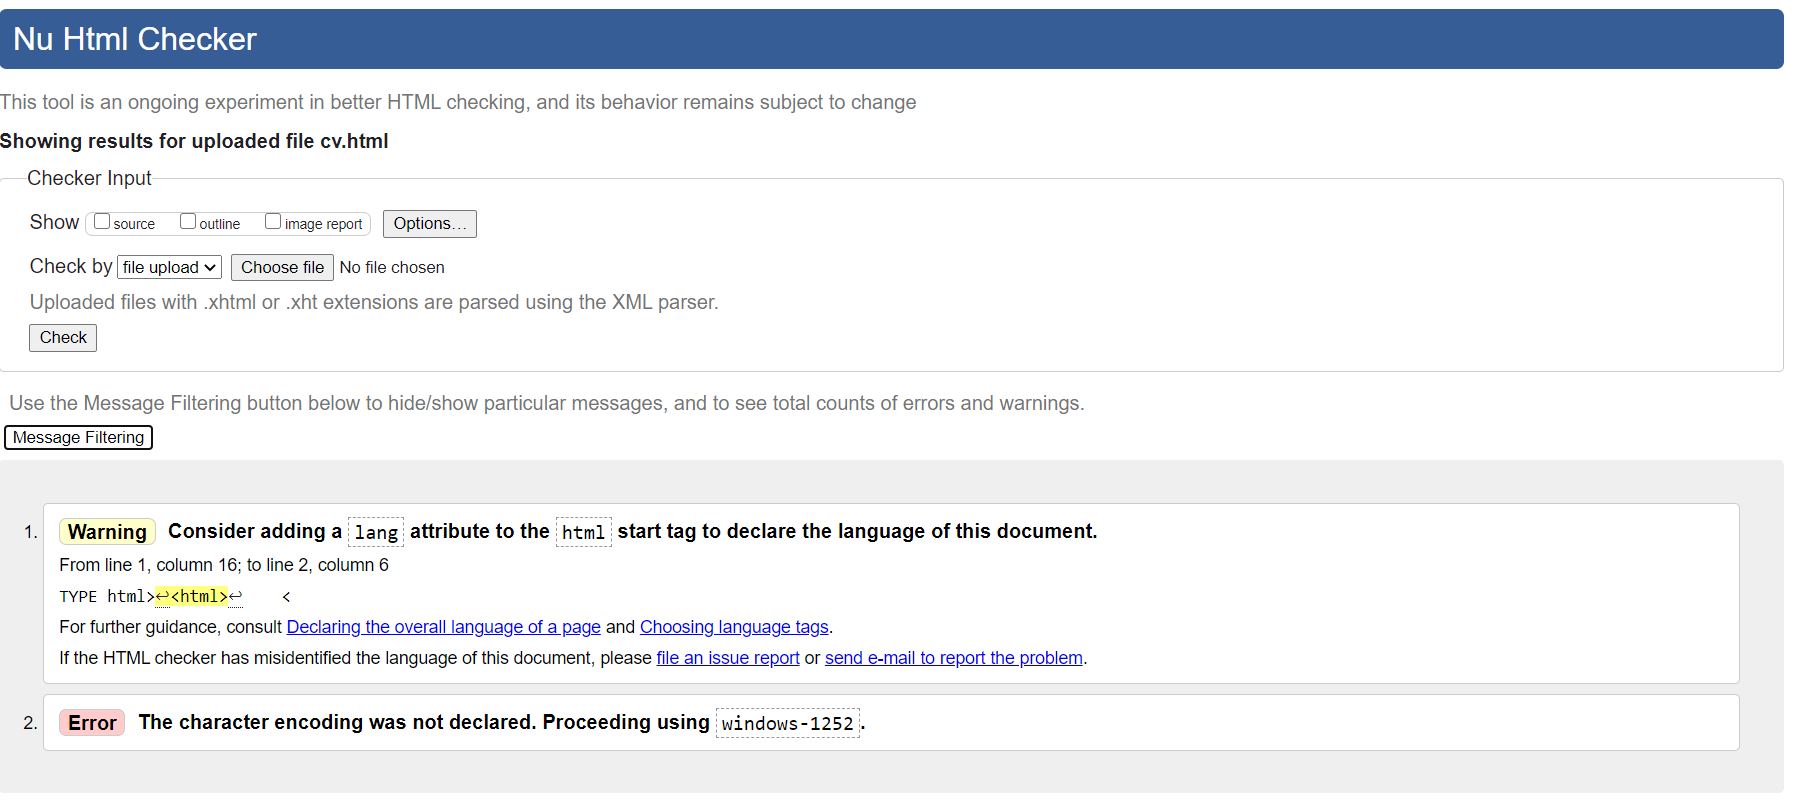 Nu Html Checker
This tool is an ongoing experiment in better HTML checking, and its behavior remains subject to change
Showing results for uploaded file cv.html
Checker Input
Show source outline image report Options...
Check by file upload Choose file No file chosen
Uploaded files with .xhtml or .xht extensions are parsed using the XML parser.
Check
Use the Message Filtering button below to hide/show particular messages, and to see total counts of errors and warnings.
Message Filtering
1. Warning Consider adding a lang attribute to the html start tag to declare the language of this document.
From line 1, column 16; to line 2, column 6
TYPE html>↩<html>↩ <
For further guidance, consult Declaring the overall language of a page and Choosing language tags.
If the HTML checker has misidentified the language of this document, please file an issue report or send e-mail to report the problem.
2. Error The character encoding was not declared. Proceeding using windows-1252.